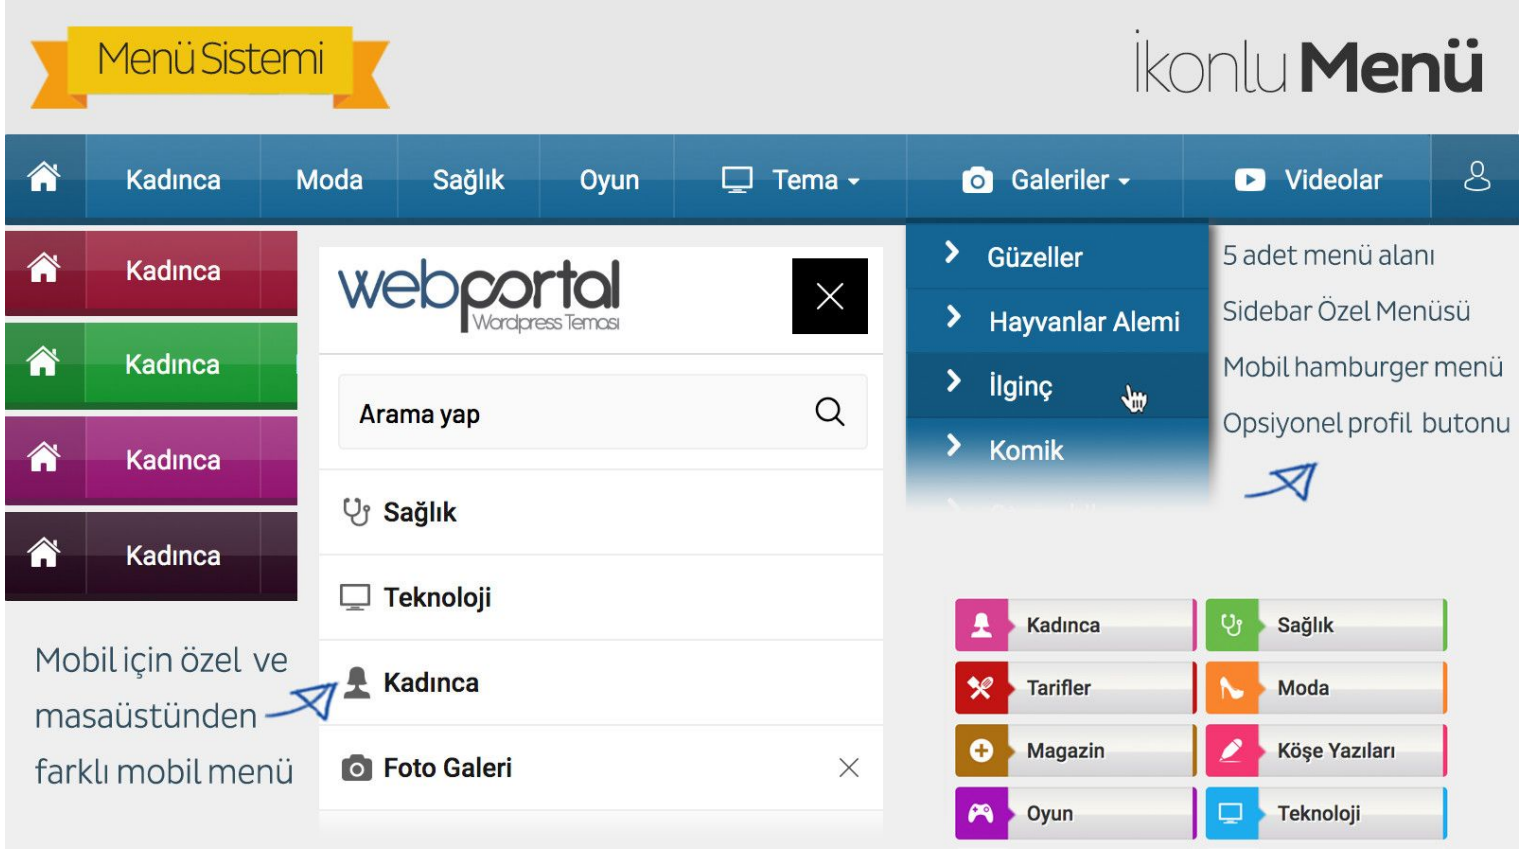 Menü Sistemi
İkonlu Menü
Kadınca Moda Sağlık Oyun Tema Galeriler Videolar
Kadınca
Kadınca
Kadınca
Kadınca
Mobil için özel ve
masaüstünden
farklı mobil menü
webportal
Wordpress Teması
Arama yap
Sağlık
Teknoloji
Kadınca
Foto Galeri
Güzeller
Hayvanlar Alemi
İlginç
Komik
5 adet menü alanı
Sidebar Özel Menüsü
Mobil hamburger menü
Opsiyonel profil butonu
Kadınca Sağlık
Tarifler Moda
Magazin Köşe Yazıları
Oyun Teknoloji